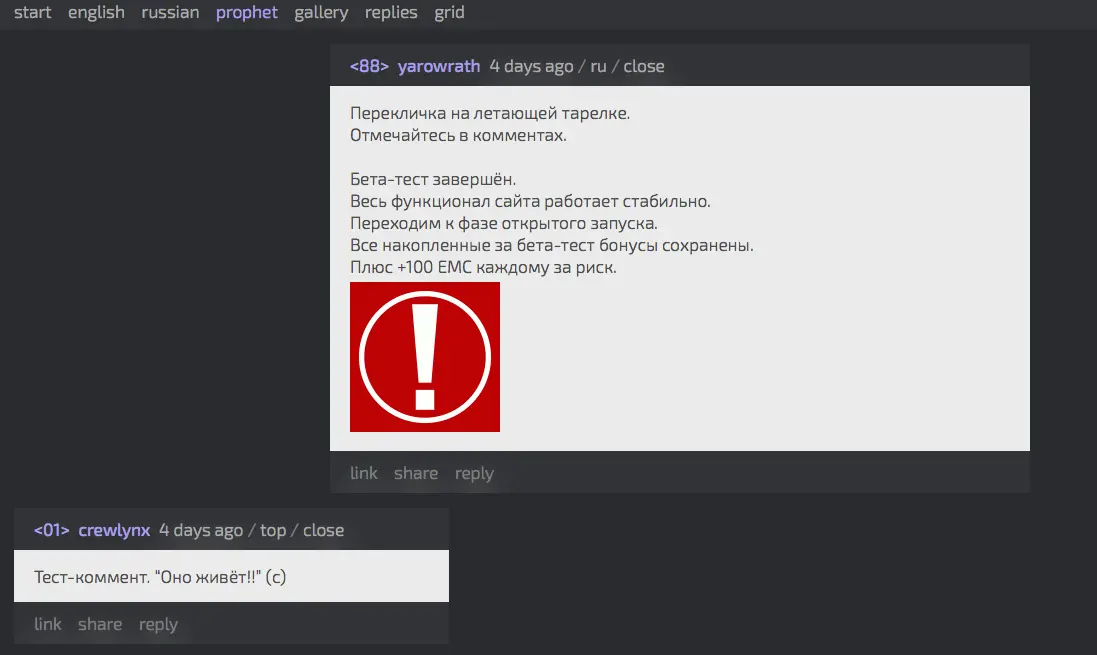 start english russian prophet gallery replies grid
<88> yarowrath 4 days ago / ru / close
Перекличка на летающей тарелке.
Отмечайтесь в комментах.
Бета-тест завершён.
Весь функционал сайта работает стабильно.
Переходим к фазе открытого запуска.
Все накопленные за бета-тест бонусы сохранены.
Плюс +100 EMC каждому за риск.
!
link share reply
<01> crewlynx 4 days ago / top / close
Тест-коммент. "Оно живёт!!" (с)
link share reply